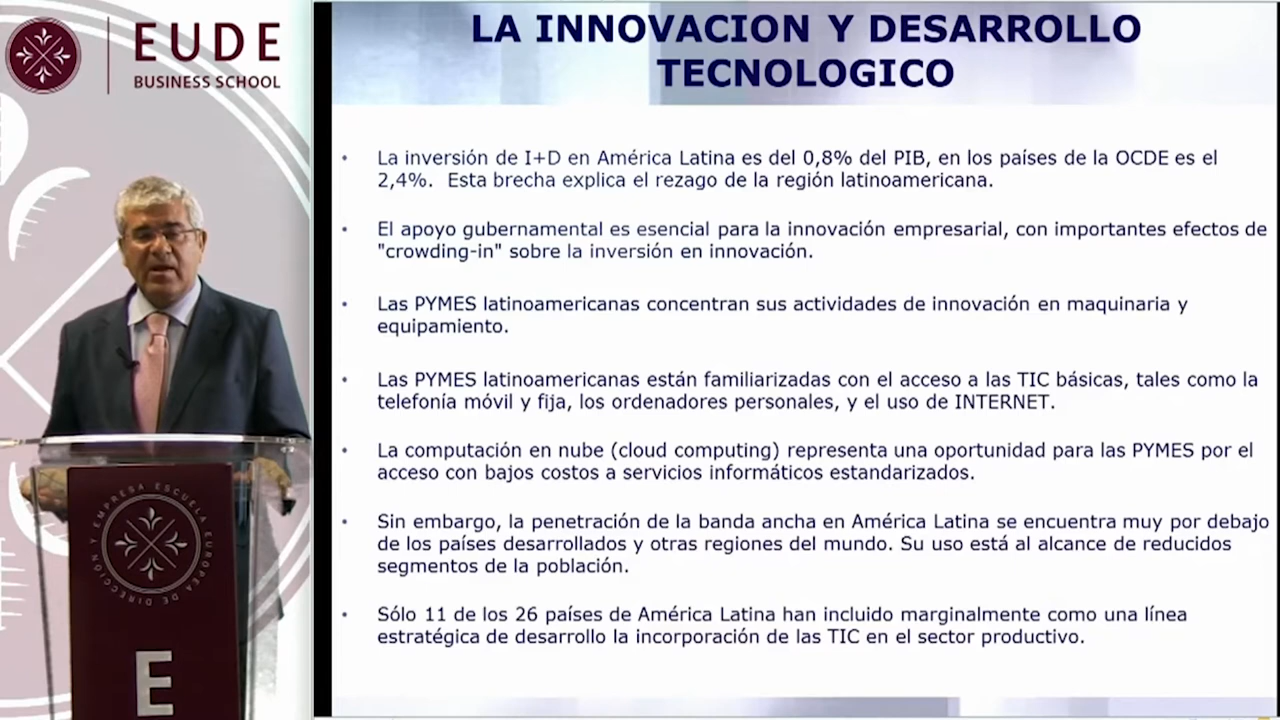 EUDE
BUSINESS SCHOOL
LA INNOVACION Y DESARROLLO
TECNOLOGICO
La inversión de I+D en América Latina es del 0,8% del PIB, en los países de la OCDE es el
2,4%. Esta brecha explica el rezago de la región latinoamericana.
El apoyo gubernamental es esencial para la innovación empresarial, con importantes efectos de
"crowding-in" sobre la inversión en innovación.
Las PYMES latinoamericanas concentran sus actividades de innovación en maquinaria y
equipamiento.
Las PYMES latinoamericanas están familiarizadas con el acceso a las TIC básicas, tales como la
telefonía móvil y fija, los ordenadores personales, y el uso de INTERNET.
La computación en nube (cloud computing) representa una oportunidad para las PYMES por el
acceso con bajos costos a servicios informáticos estandarizados.
Sin embargo, la penetración de la banda ancha en América Latina se encuentra muy por debajo
de los países desarrollados y otras regiones del mundo. Su uso está al alcance de reducidos
segmentos de la población.
Sólo 11 de los 26 países de América Latina han incluido marginalmente como una línea
estratégica de desarrollo la incorporación de las TIC en el sector productivo.
ESCUELA EUROPEA DE DIRECCIÓN Y EMPRESA
E